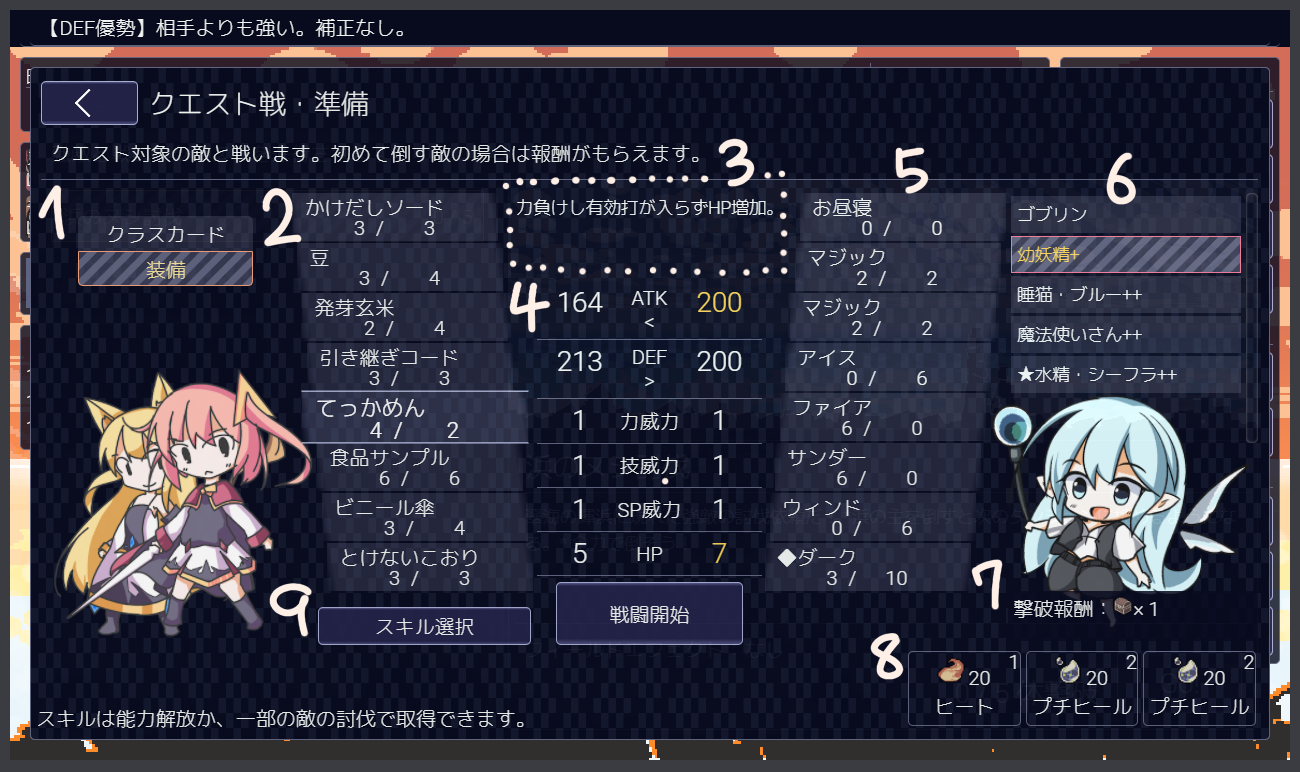 【DEF優勢】相手よりも強い。補正なし。
クエスト戦・準備
クエスト対象の敵と戦います。初めて倒す敵の場合は報酬がもらえます。
1
クラスカード
装備
2
かけだしソード
3 / 3
豆
3 / 4
発芽玄米
2 / 4
引き継ぎコード
3 / 3
てっかめん
4 / 2
食品サンプル
6 / 6
ビニール傘
3 / 4
とけないこおり
3 / 3
9
スキル選択
3
力負けし有効打が入らずHP増加。
4
164 ATK 200
<
213 DEF 200
>
1 力威力 1
1 技威力 1
1 SP威力 1
5 HP 7
戦闘開始
5
お昼寝
0 / 0
マジック
2 / 2
マジック
2 / 2
アイス
0 / 6
ファイア
6 / 0
サンダー
6 / 0
ウィンド
0 / 6
◆ダーク
3 / 10
6
ゴブリン
幼妖精+
睡猫・ブルー++
魔法使いさん++
★水精・シーフラ++
7
撃破報酬：×1
8
20 1
ヒート
20 2
プチヒール
20 2
プチヒール
スキルは能力解放か、一部の敵の討伐で取得できます。